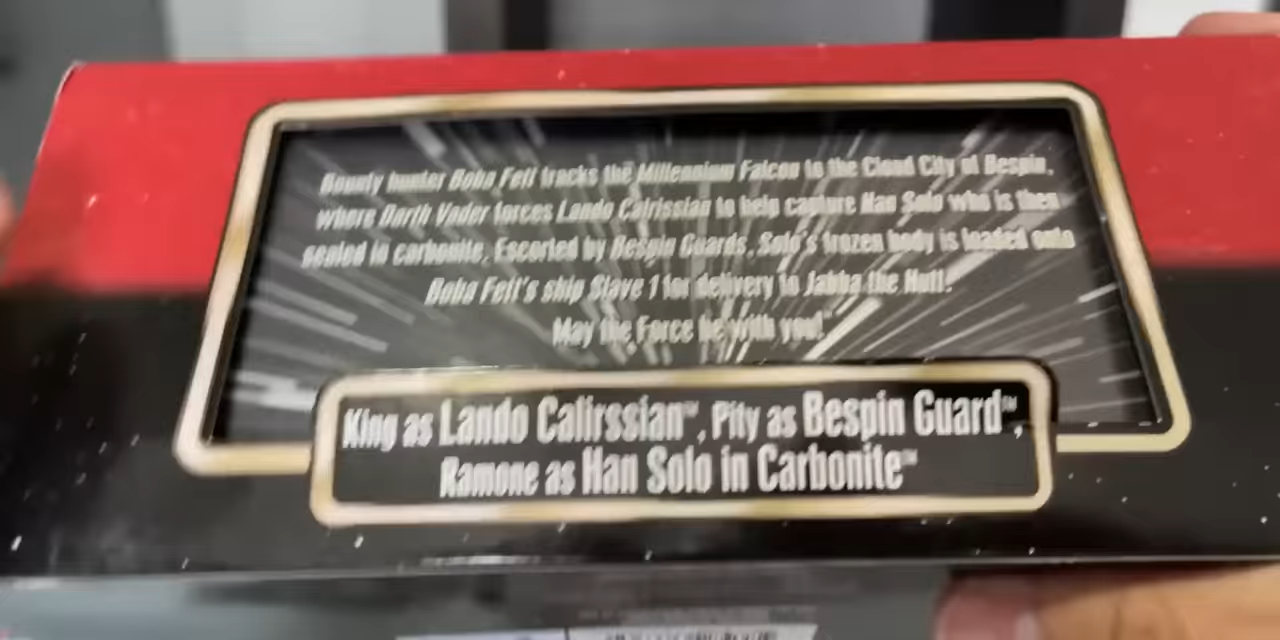 Bounty hunter Boba Fett tracks the Millennium Falcon to the Cloud City of Bespin,
where Darth Vader forces Lando Calrissian to help capture Han Solo who is then
sealed in carbonite. Escorted by Bespin Guards, Solo's frozen body is loaded onto
Boba Fett's ship Slave 1 for delivery to Jabba the Hutt.
May the Force be with you!
King as Lando Calirssian™, Pity as Bespin Guard™,
Ramone as Han Solo in Carbonite™